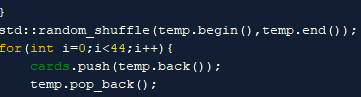 }
std::random_shuffle(temp.begin(),temp.end());
for(int i=0;i<44;i++){
cards.push(temp.back());
temp.pop_back();